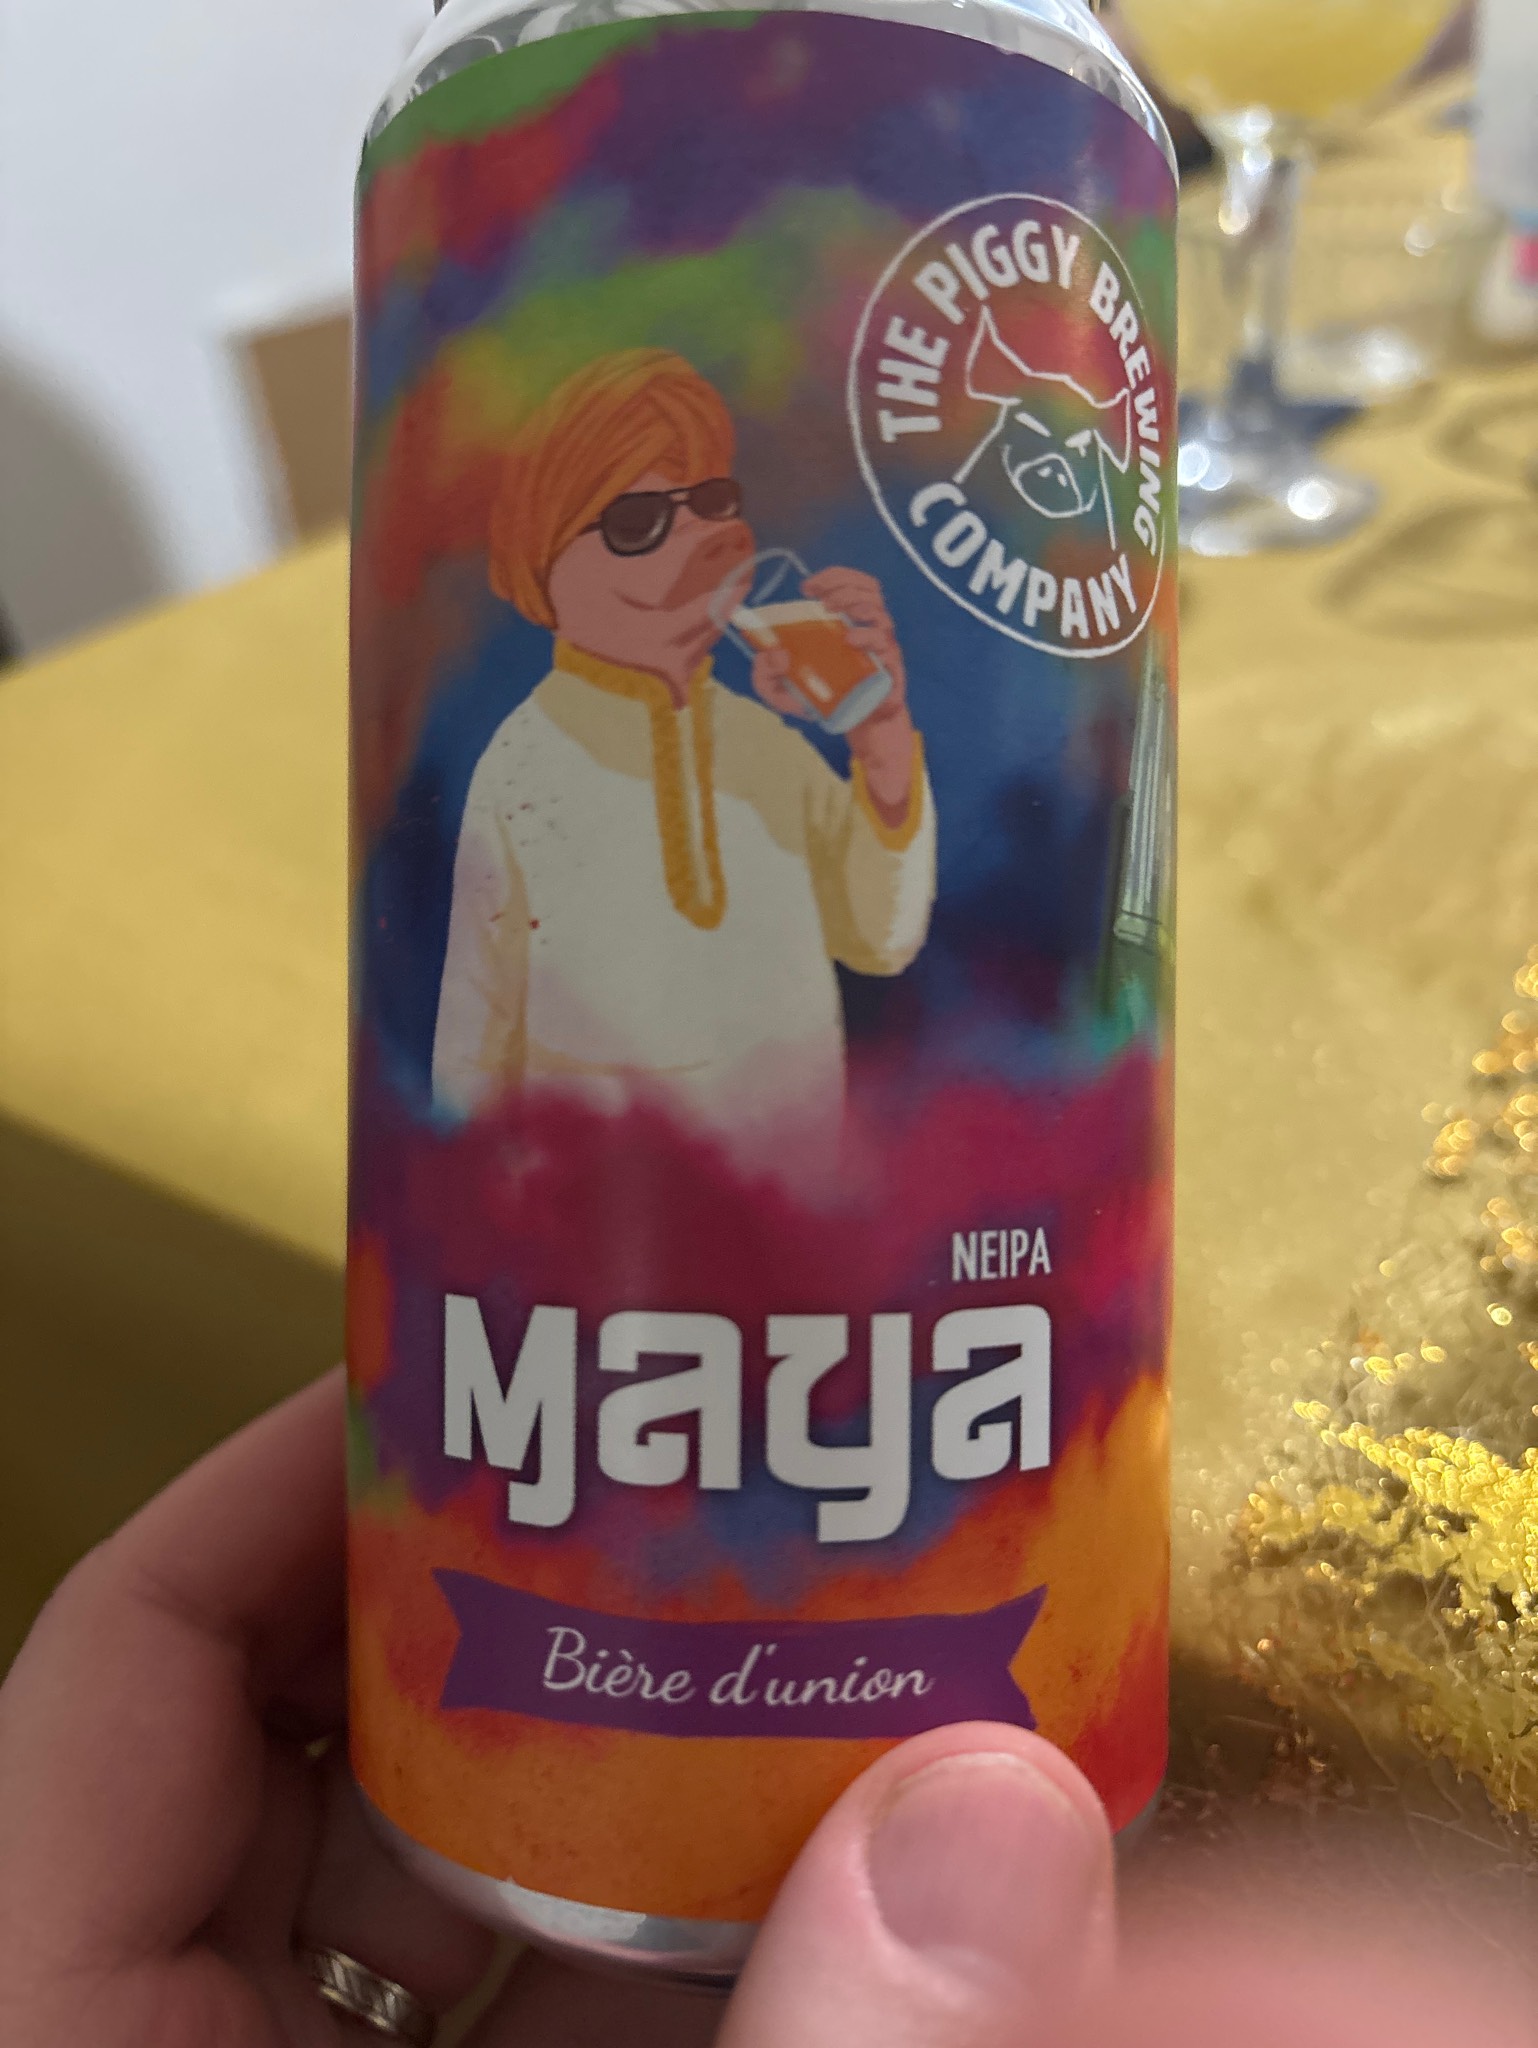 THE PIGGY BREWING
COMPANY
NEIPA
Maya
Bière d'union